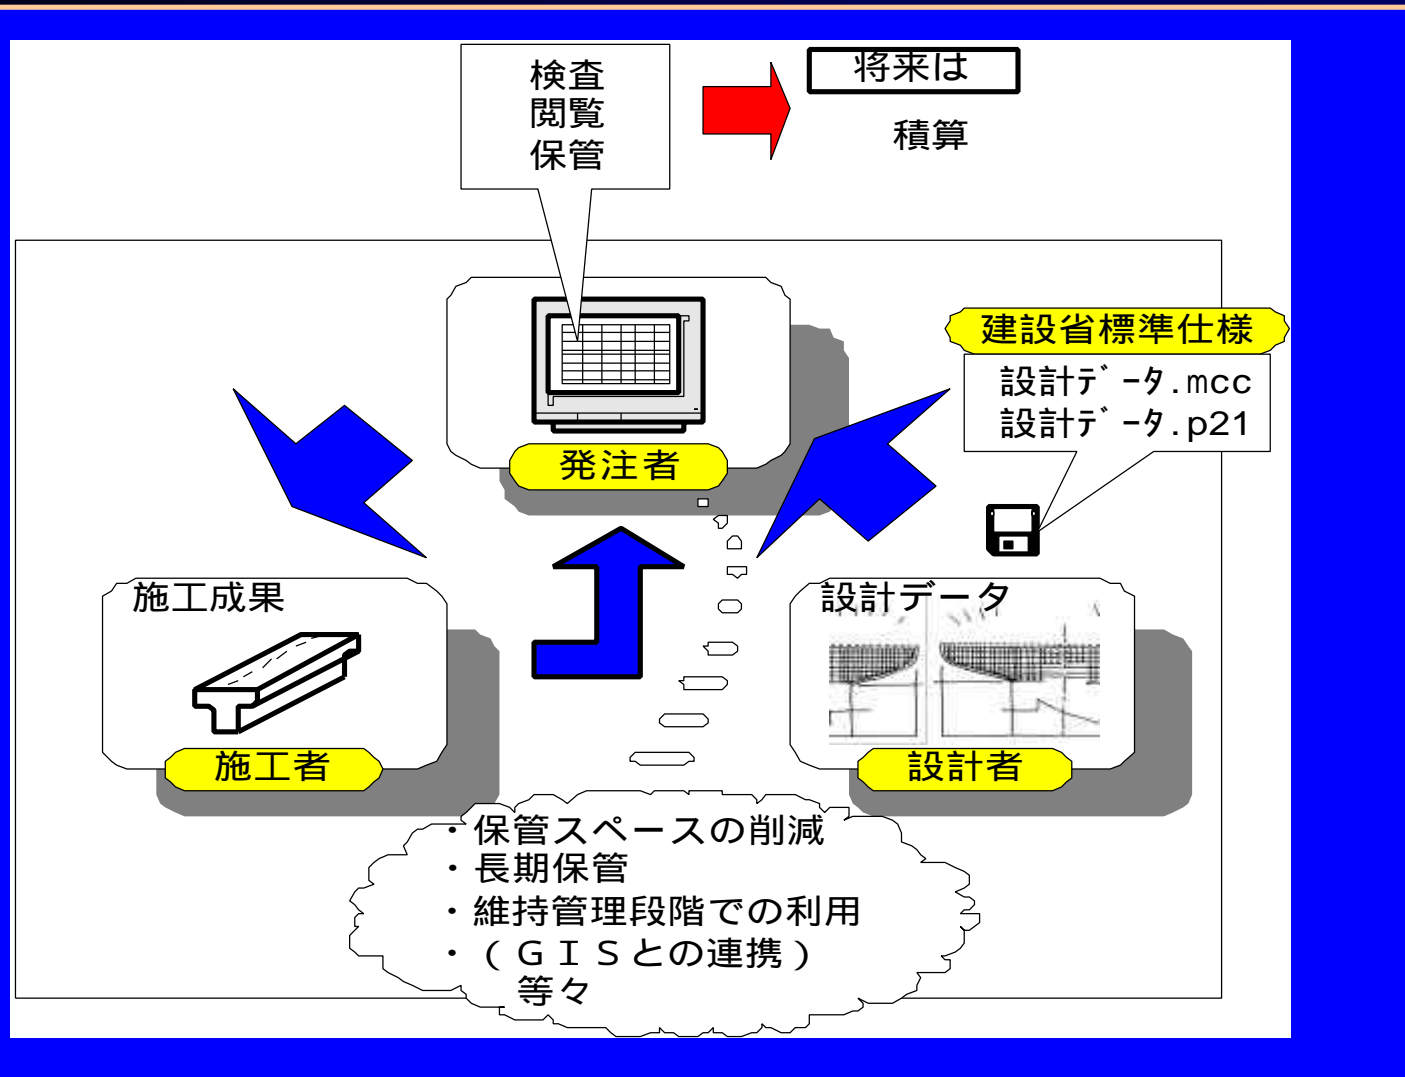 検査
閲覧
保管
将来は
積算
建設省標準仕様
設計ﾃﾞｰﾀ.mcc
設計ﾃﾞｰﾀ.p21
発注者
施工成果
施工者
設計データ
設計者
・保管スペースの削減
・長期保管
・維持管理段階での利用
・（ＧＩＳとの連携）
等々